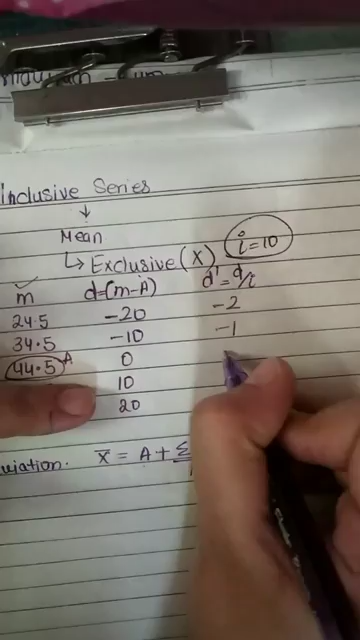 Inclusive Series
↓
Mean
↳ Exclusive (X) i=10
m d=(m-A) d'=d/i
24.5 -20 -2
34.5 -10 -1
44.5 A 0
10
20
X̄ = A + Σ